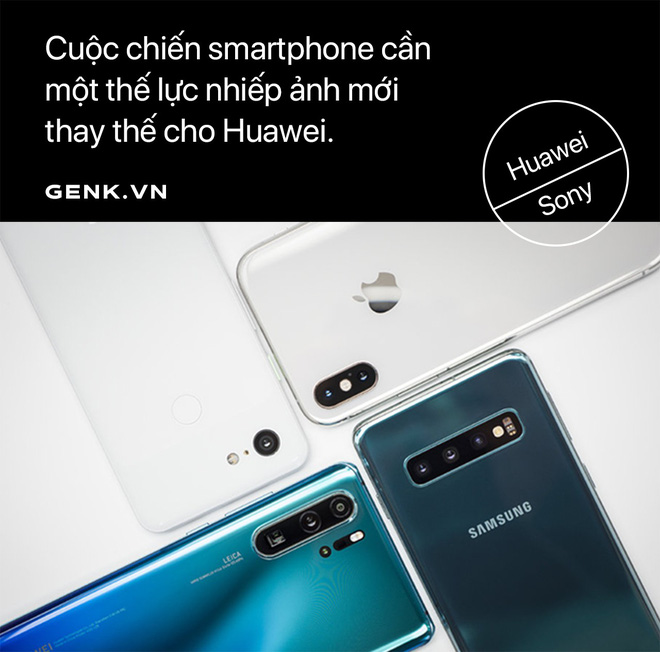 Cuộc chiến smartphone cần
một thế lực nhiếp ảnh mới
thay thế cho Huawei.
GENK.VN
Huawei
Sony
SAMSUNG
LEICA